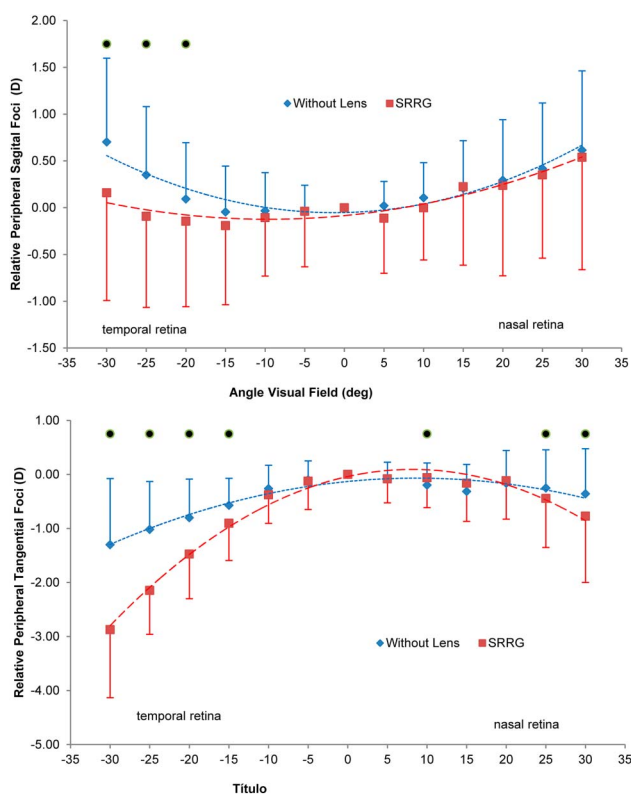 2.00
1.50
1.00
0.50
0.00
-0.50
-1.00
-1.50
Relative Peripheral Sagital Foci (D)
Without Lens SRRG
temporal retina nasal retina
-35 -30 -25 -20 -15 -10 -5 0 5 10 15 20 25 30 35
Angle Visual Field (deg)
1.00
0.00
-1.00
-2.00
-3.00
-4.00
-5.00
Relative Peripheral Tangential Foci (D)
Without Lens SRRG
temporal retina nasal retina
-35 -30 -25 -20 -15 -10 -5 0 5 10 15 20 25 30 35
Título